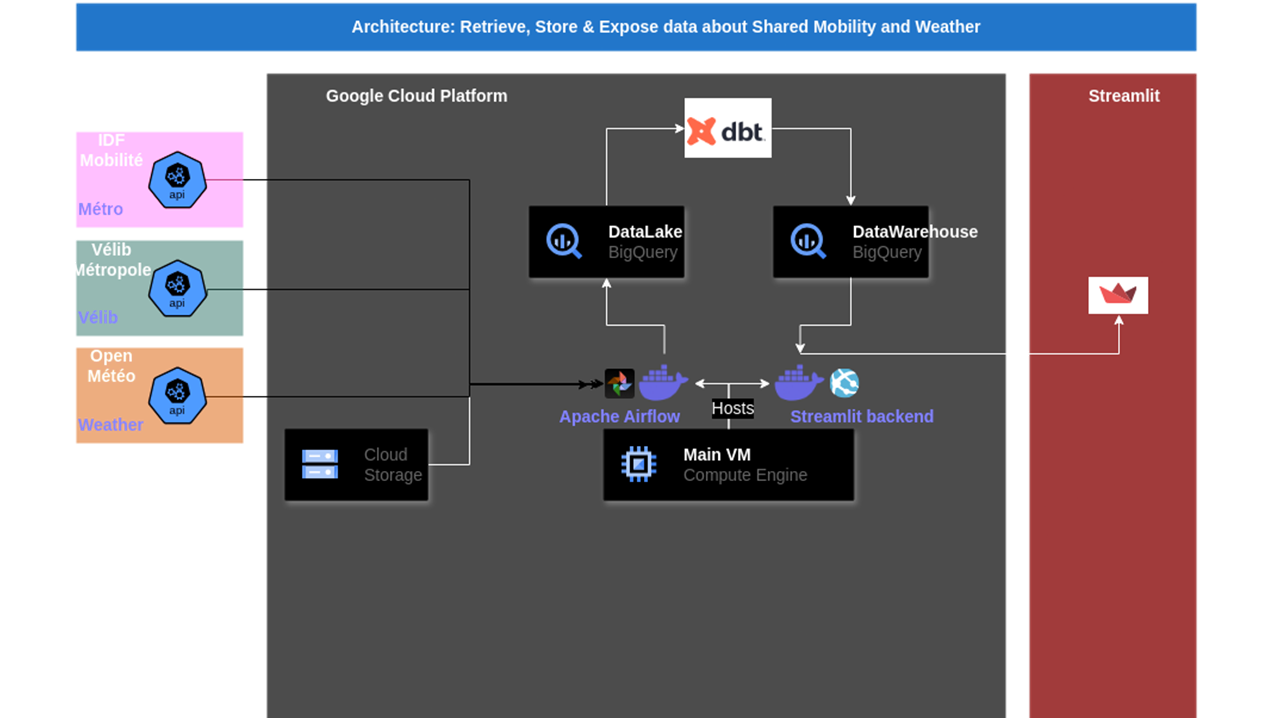 Architecture: Retrieve, Store & Expose data about Shared Mobility and Weather
Google Cloud Platform
Streamlit
IDF
Mobilité
api
Métro
Vélib
Métropole
api
Vélib
Open
Météo
api
Weather
dbt
DataLake
BigQuery
DataWarehouse
BigQuery
Apache Airflow
Hosts
Streamlit backend
Cloud
Storage
Main VM
Compute Engine